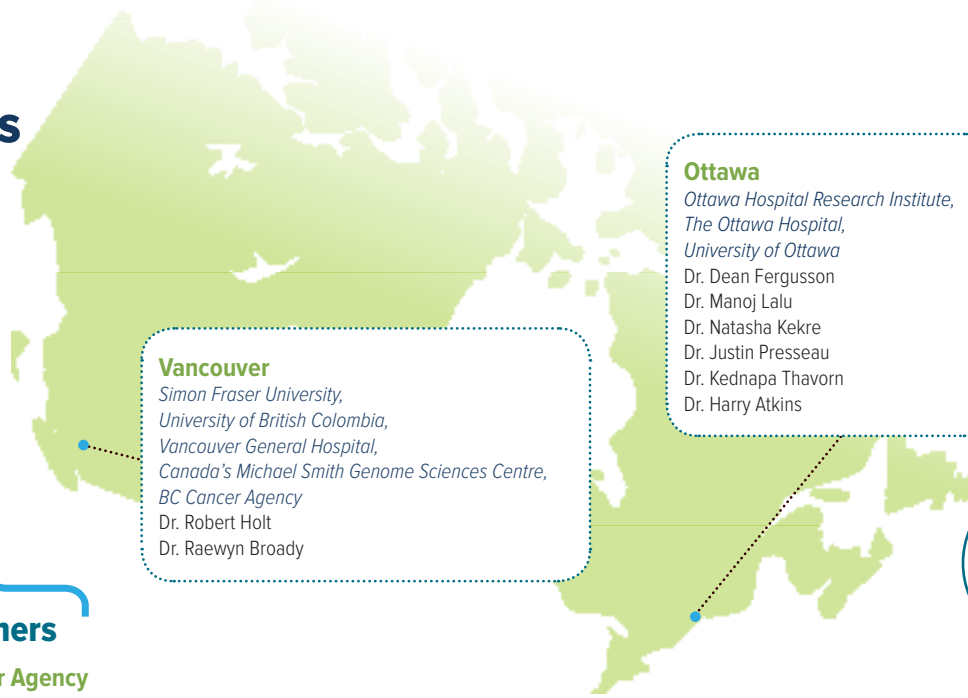 s
Ottawa
Ottawa Hospital Research Institute,
The Ottawa Hospital,
University of Ottawa
Dr. Dean Fergusson
Dr. Manoj Lalu
Dr. Natasha Kekre
Dr. Justin Presseau
Dr. Kednapa Thavorn
Dr. Harry Atkins
Vancouver
Simon Fraser University,
University of British Colombia,
Vancouver General Hospital,
Canada's Michael Smith Genome Sciences Centre,
BC Cancer Agency
Dr. Robert Holt
Dr. Raewyn Broady
ners
r Agency